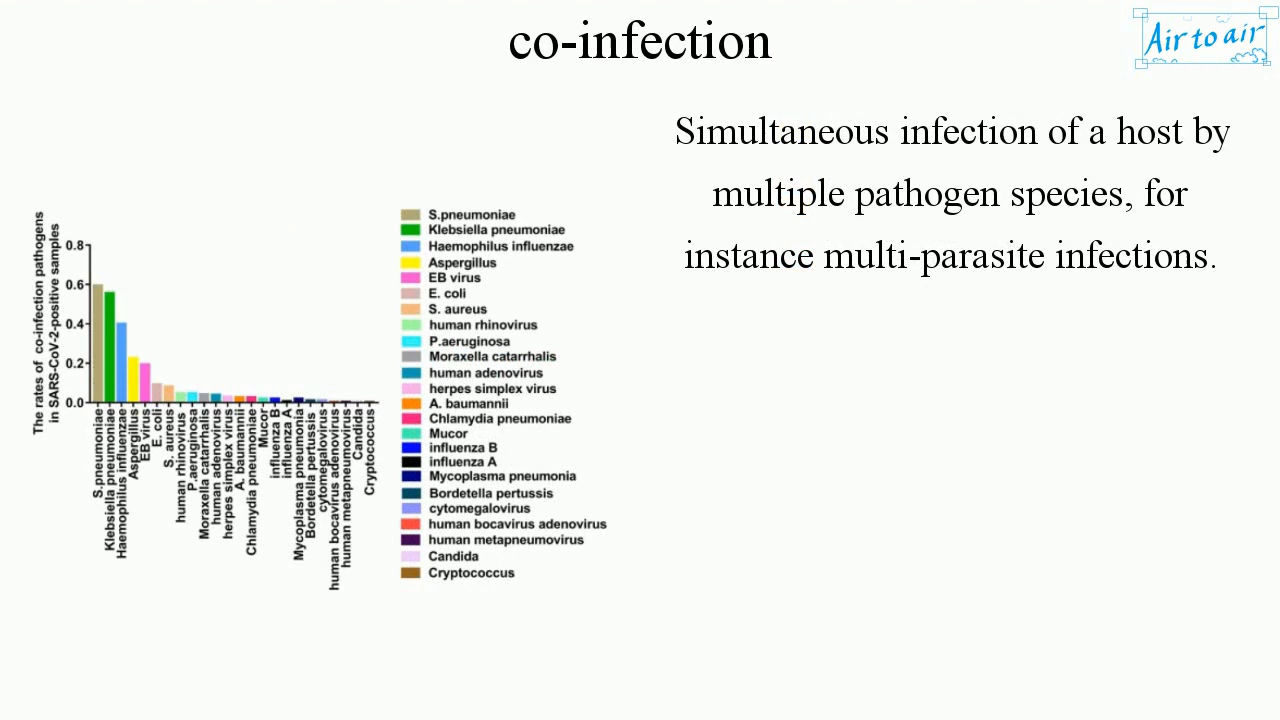 co-infection
Air to air
Simultaneous infection of a host by
multiple pathogen species, for
instance multi-parasite infections.
The rates of co-infection pathogens
in SARS-CoV-2-positive samples
0.8
0.6
0.4
0.2
0.0
S.pneumoniae
Klebsiella pneumoniae
Haemophilus influenzae
Aspergillus
EB virus
E. coli
S. aureus
human rhinovirus
P.aeruginosa
Moraxella catarrhalis
human adenovirus
herpes simplex virus
A. baumannii
Chlamydia pneumoniae
Mucor
influenza B
influenza A
Mycoplasma pneumonia
Bordetella pertussis
cytomegalovirus
human bocavirus adenovirus
human metapneumovirus
Candida
Cryptococcus
S.pneumoniae
Klebsiella pneumoniae
Haemophilus influenzae
Aspergillus
EB virus
E. coli
S. aureus
human rhinovirus
P.aeruginosa
Moraxella catarrhalis
human adenovirus
herpes simplex virus
A. baumannii
Chlamydia pneumoniae
Mucor
influenza B
influenza A
Mycoplasma pneumonia
Bordetella pertussis
cytomegalovirus
human bocavirus adenovirus
human metapneumovirus
Candida
Cryptococcus